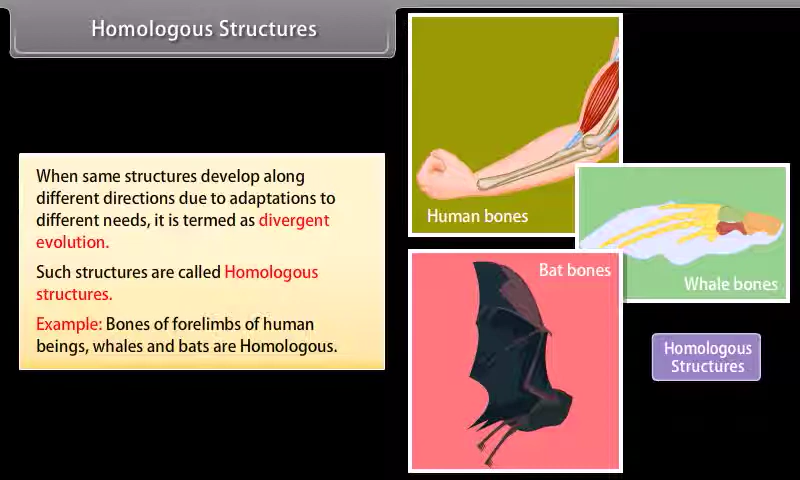 Homologous Structures
When same structures develop along
different directions due to adaptations to
different needs, it is termed as divergent
evolution.
Such structures are called Homologous
structures.
Example: Bones of forelimbs of human
beings, whales and bats are Homologous.
Human bones
Whale bones
Bat bones
Homologous
Structures